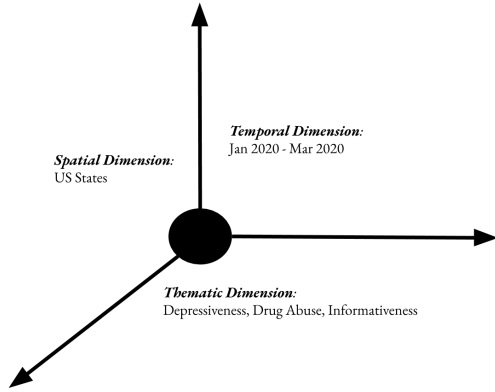 Temporal Dimension:
Jan 2020 - Mar 2020
Spatial Dimension:
US States
Thematic Dimension:
Depressiveness, Drug Abuse, Informativeness